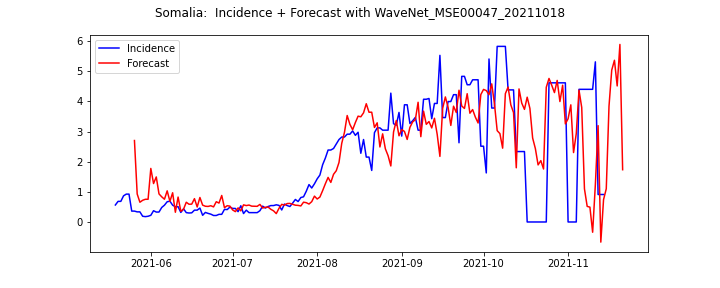 Somalia:  Incidence + Forecast with WaveNet_MSE00047_20211018
Incidence
Forecast
6
5
4
3
2
1
0
2021-06 2021-07 2021-08 2021-09 2021-10 2021-11